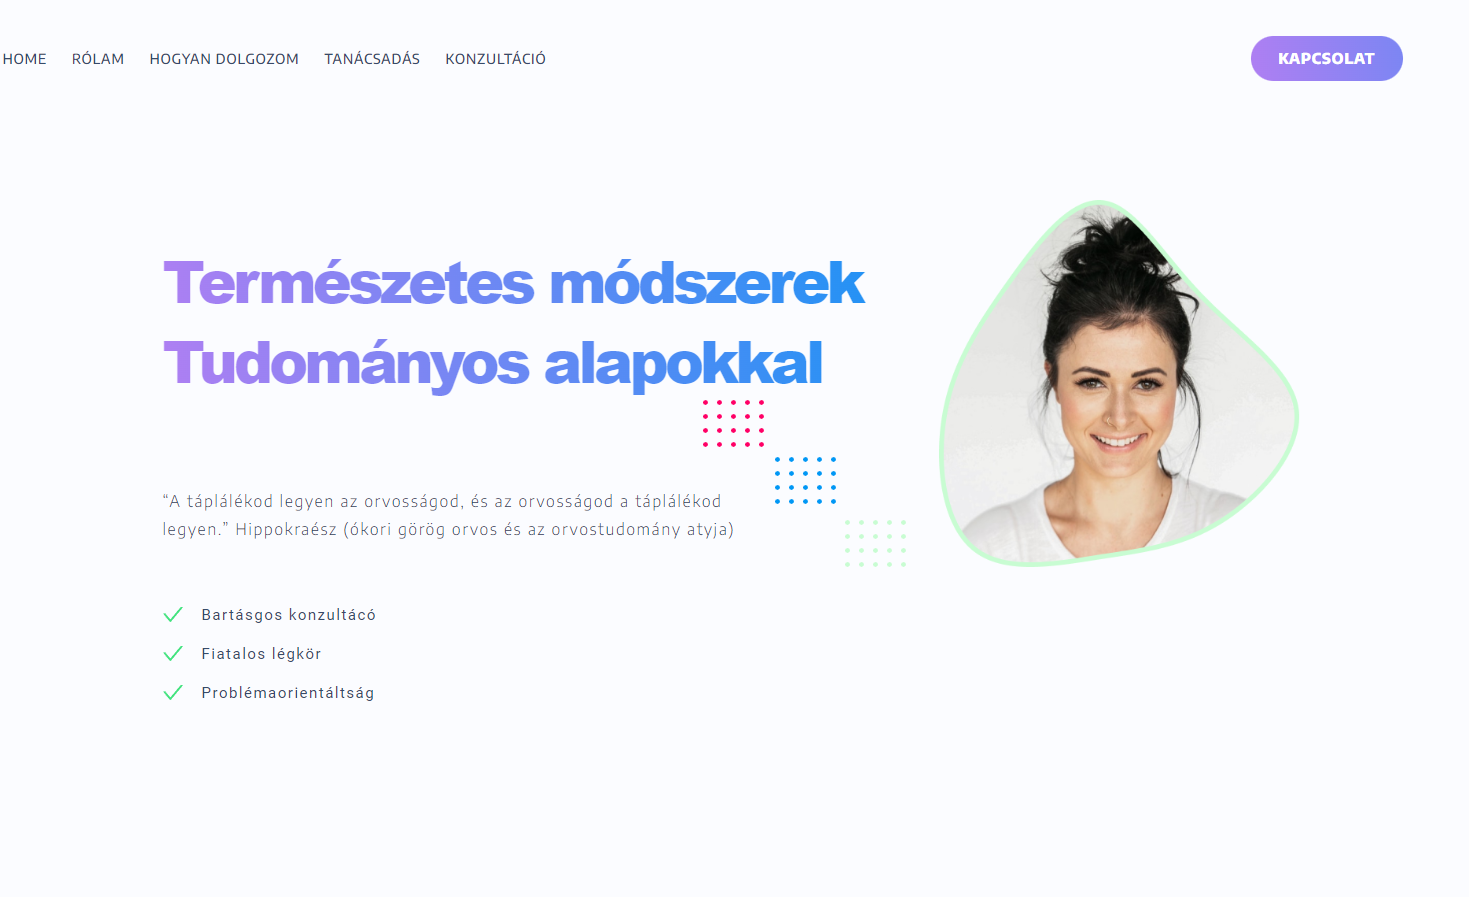 HOME RÓLAM HOGYAN DOLGOZOM TANÁCSADÁS KONZULTÁCIÓ KAPCSOLAT
Természetes módszerek
Tudományos alapokkal
“A táplálékod legyen az orvosságod, és az orvosságod a táplálékod
legyen.” Hippokraész (ókori görög orvos és az orvostudomány atyja)
Bartásgos konzultácó
Fiatalos légkör
Problémaorientáltság